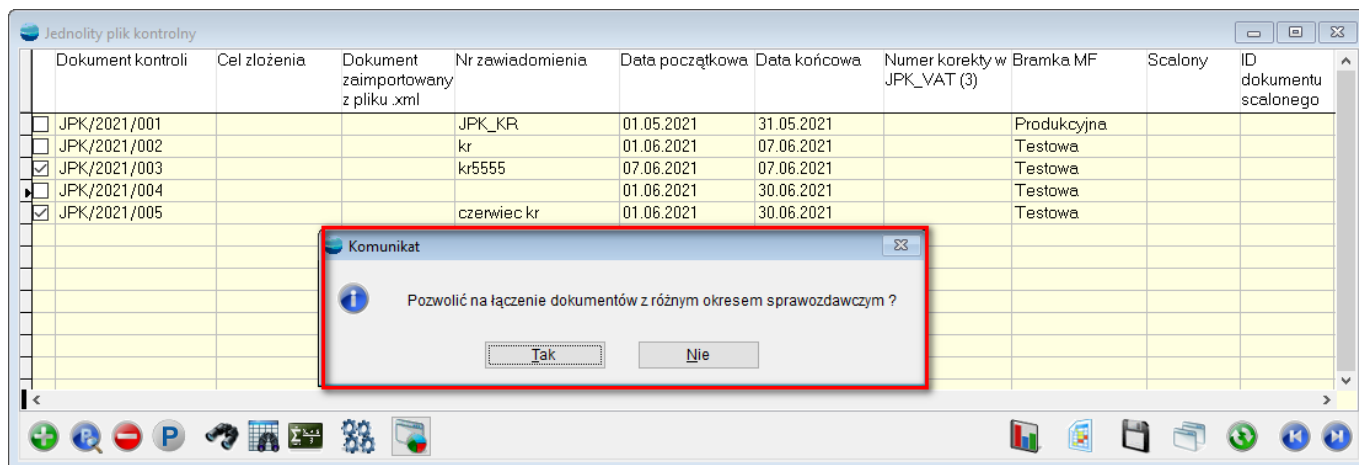 Jednolity plik kontrolny
Dokument kontroli Cel złożenia Dokument zaimportowany z pliku .xml Nr zawiadomienia Data początkowa Data końcowa Numer korekty w JPK_VAT (3) Bramka MF Scalony ID dokumentu scalonego
JPK/2021/001 JPK_KR 01.05.2021 31.05.2021 Produkcyjna
JPK/2021/002 kr 01.06.2021 07.06.2021 Testowa
JPK/2021/003 kr5555 07.06.2021 07.06.2021 Testowa
JPK/2021/004 01.06.2021 30.06.2021 Testowa
JPK/2021/005 czerwiec kr 01.06.2021 30.06.2021 Testowa
Komunikat
Pozwolić na łączenie dokumentów z różnym okresem sprawozdawczym ?
Tak Nie